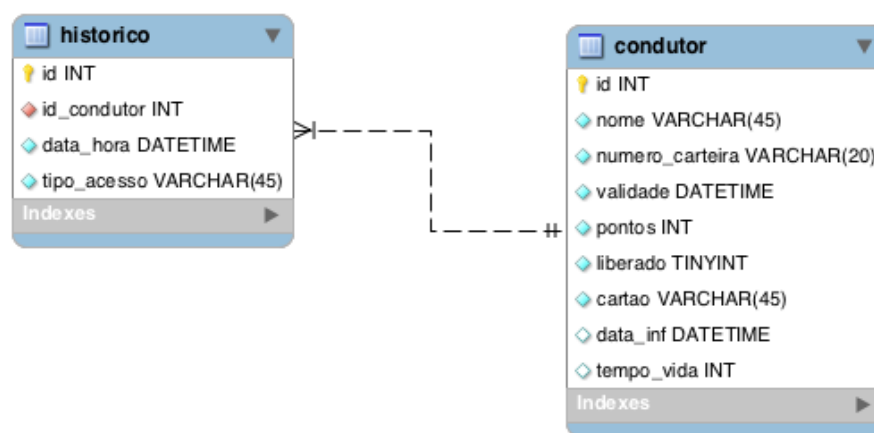 historico
id INT
id_condutor INT
data_hora DATETIME
tipo_acesso VARCHAR(45)
Indexes
condutor
id INT
nome VARCHAR(45)
numero_carteira VARCHAR(20)
validade DATETIME
pontos INT
liberado TINYINT
cartao VARCHAR(45)
data_inf DATETIME
tempo_vida INT
Indexes